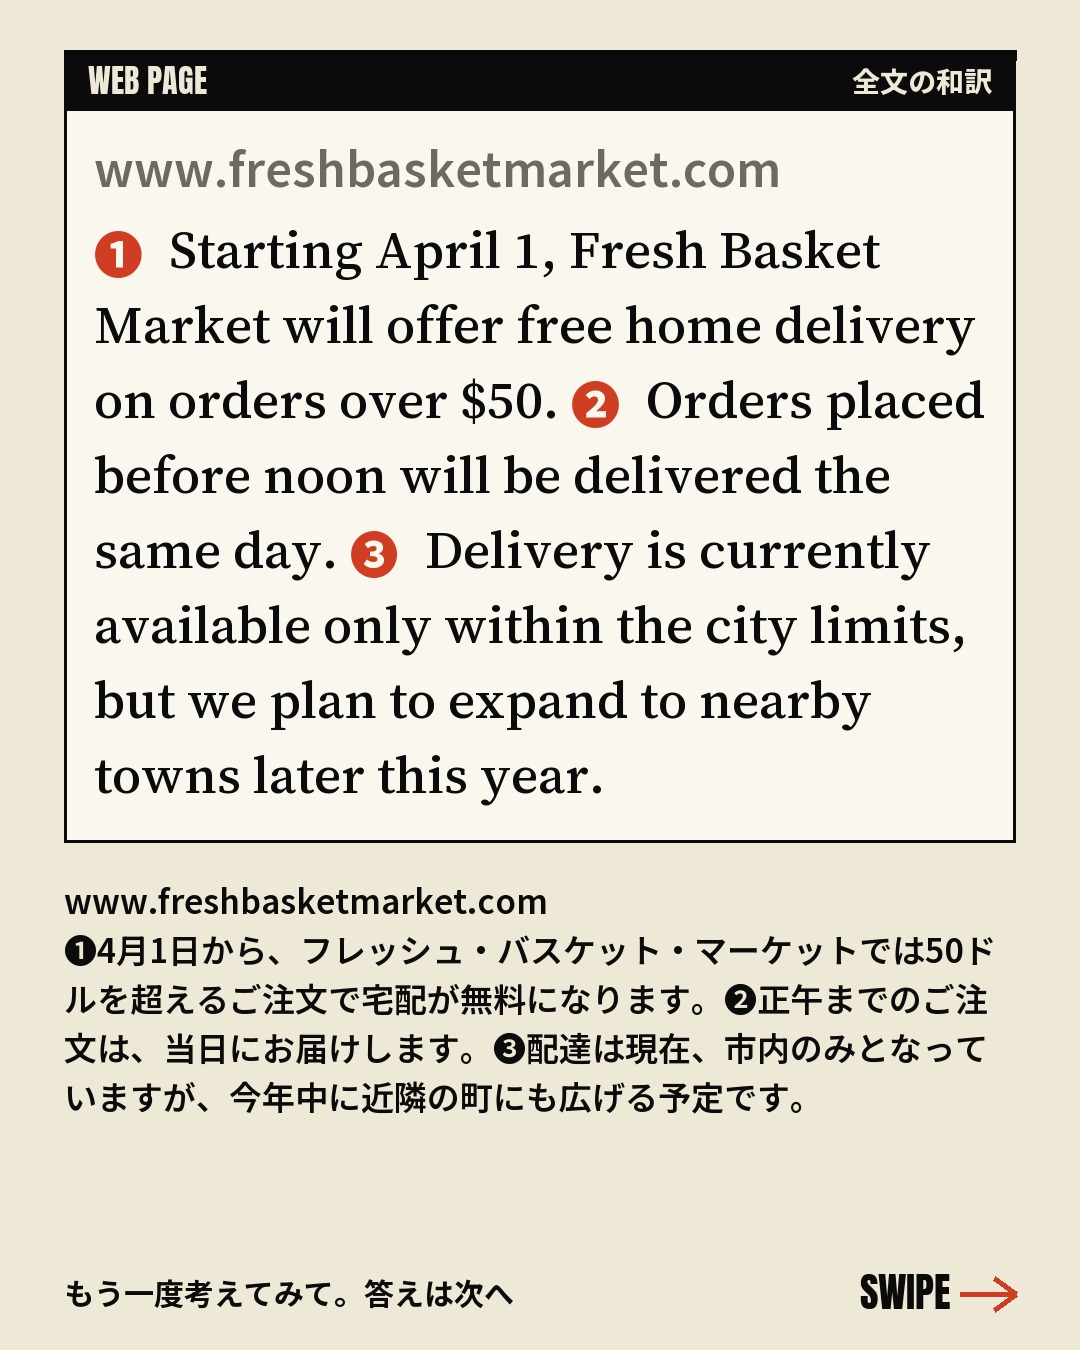 WEB PAGE
全文の和訳
www.freshbasketmarket.com
❶ Starting April 1, Fresh Basket
Market will offer free home delivery
on orders over $50. ❷ Orders placed
before noon will be delivered the
same day. ❸ Delivery is currently
available only within the city limits,
but we plan to expand to nearby
towns later this year.
www.freshbasketmarket.com
❶4月1日から、フレッシュ・バスケット・マーケットでは50ド
ルを超えるご注文で宅配が無料になります。❷正午までのご注
文は、当日にお届けします。❸配達は現在、市内のみとなって
いますが、今年中に近隣の町にも広げる予定です。
もう一度考えてみて。答えは次へ
SWIPE